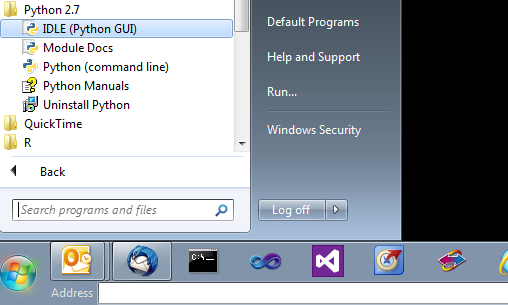 Python 2.7
IDLE (Python GUI)
Module Docs
Python (command line)
Python Manuals
Uninstall Python
QuickTime
R
Back
Search programs and files
Default Programs
Help and Support
Run...
Windows Security
Log off
C:\_
Address